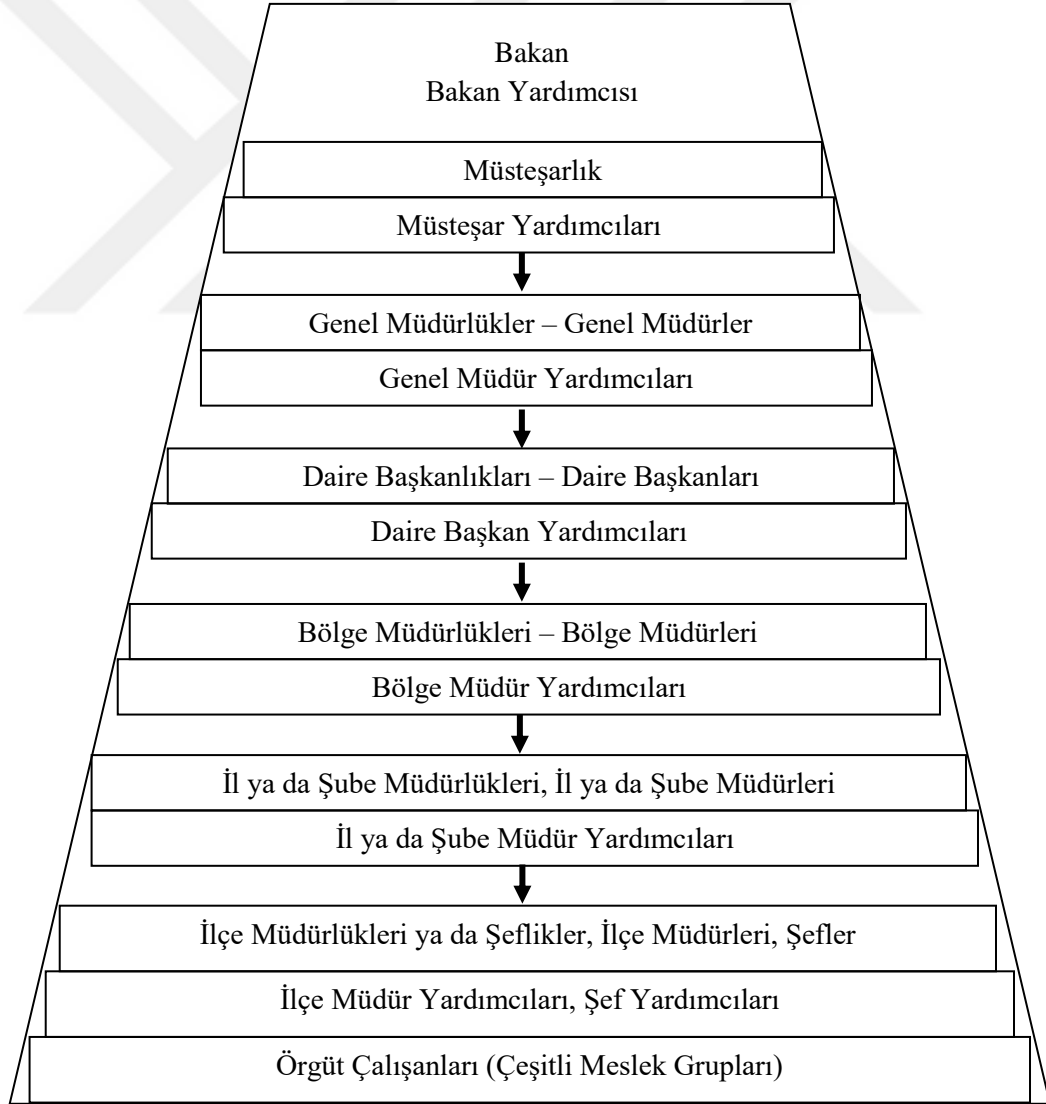 Bakan
Bakan Yardımcısı
Müsteşarlık
Müsteşar Yardımcıları
Genel Müdürlükler – Genel Müdürler
Genel Müdür Yardımcıları
Daire Başkanlıkları – Daire Başkanları
Daire Başkan Yardımcıları
Bölge Müdürlükleri – Bölge Müdürleri
Bölge Müdür Yardımcıları
İl ya da Şube Müdürlükleri, İl ya da Şube Müdürleri
İl ya da Şube Müdür Yardımcıları
İlçe Müdürlükleri ya da Şeflikler, İlçe Müdürleri, Şefler
İlçe Müdür Yardımcıları, Şef Yardımcıları
Örgüt Çalışanları (Çeşitli Meslek Grupları)